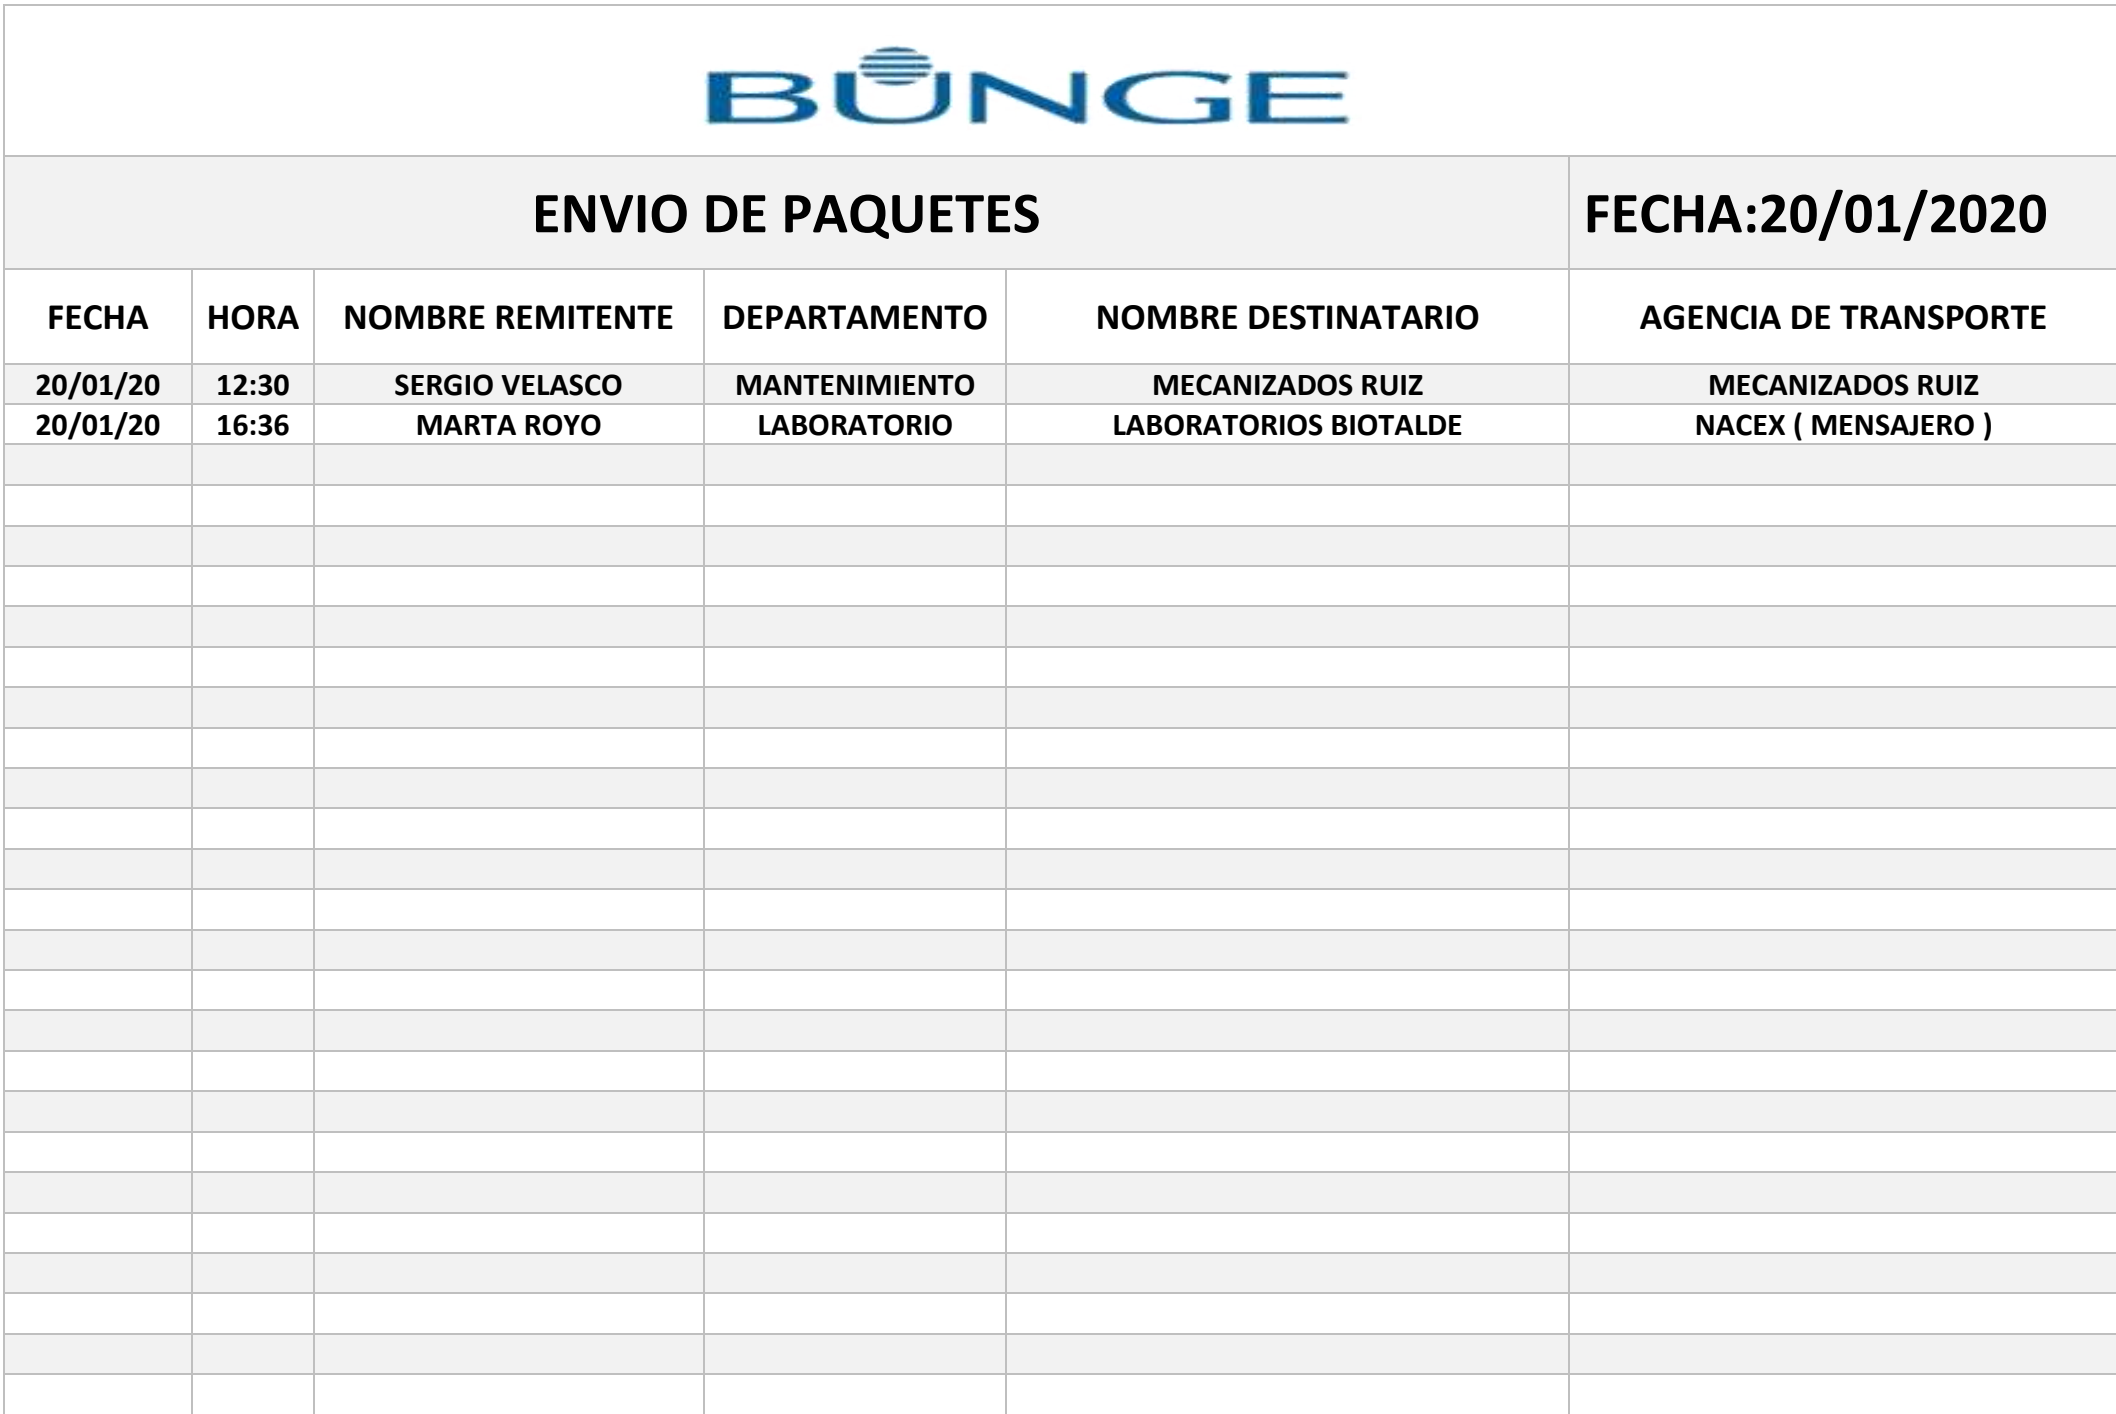 BUNGE
ENVIO DE PAQUETES FECHA:20/01/2020
FECHA HORA NOMBRE REMITENTE DEPARTAMENTO NOMBRE DESTINATARIO AGENCIA DE TRANSPORTE
20/01/20 12:30 SERGIO VELASCO MANTENIMIENTO MECANIZADOS RUIZ MECANIZADOS RUIZ
20/01/20 16:36 MARTA ROYO LABORATORIO LABORATORIOS BIOTALDE NACEX ( MENSAJERO )